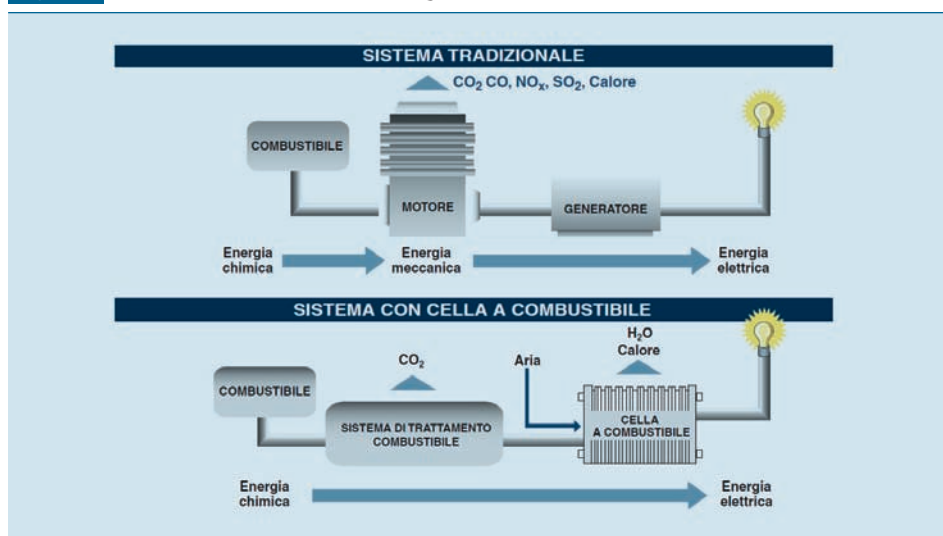 SISTEMA TRADIZIONALE
CO₂ CO, NOₓ, SO₂, Calore
COMBUSTIBILE
MOTORE
GENERATORE
Energia
chimica
Energia
meccanica
Energia
elettrica
SISTEMA CON CELLA A COMBUSTIBILE
H₂O
Calore
CO₂
Aria
COMBUSTIBILE
SISTEMA DI TRATTAMENTO
COMBUSTIBILE
CELLA
A COMBUSTIBILE
Energia
chimica
Energia
elettrica